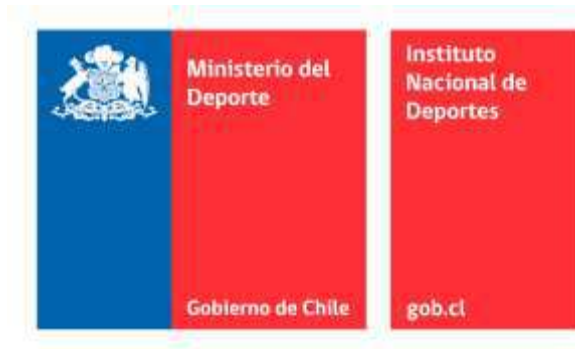 Ministerio del
Deporte
Gobierno de Chile
Instituto
Nacional de
Deportes
gob.cl